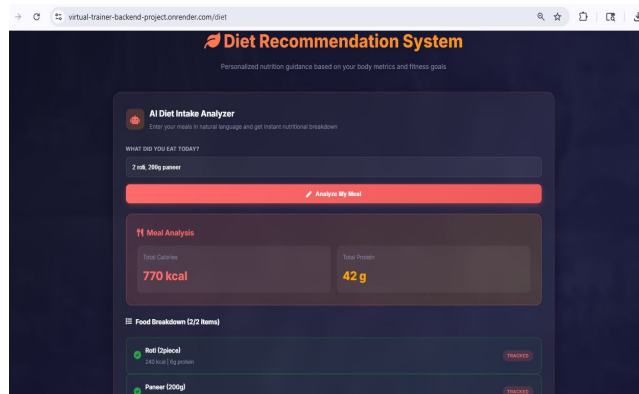 virtual-trainer-backend-project.onrender.com/diet
Diet Recommendation System
Personalized nutrition guidance based on your body metrics and fitness goals
AI Diet Intake Analyzer
Enter your meals in natural language and get instant nutritional breakdown
WHAT DID YOU EAT TODAY?
2 roti, 200g paneer
Analyze My Meal
Meal Analysis
Total Calories
Total Protein
770 kcal
42 g
Food Breakdown (2/2 Items)
Roti (2piece)
240 kcal | 6g protein
TRACKED
Paneer (200g)
TRACKED